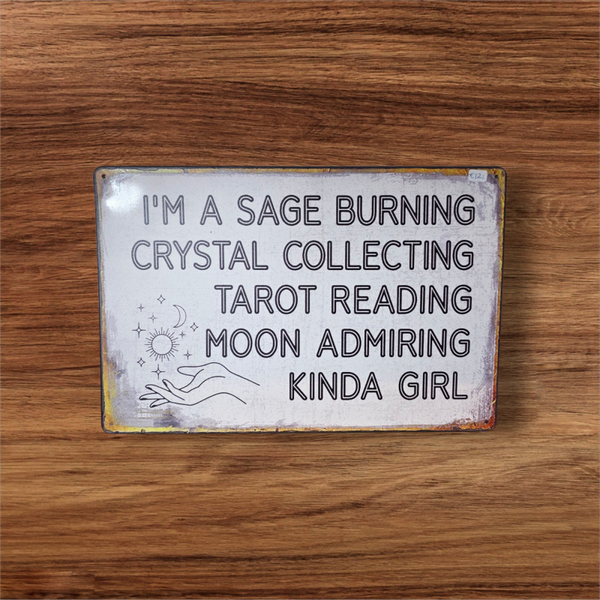 I'M A SAGE BURNING
CRYSTAL COLLECTING
TAROT READING
MOON ADMIRING
KINDA GIRL